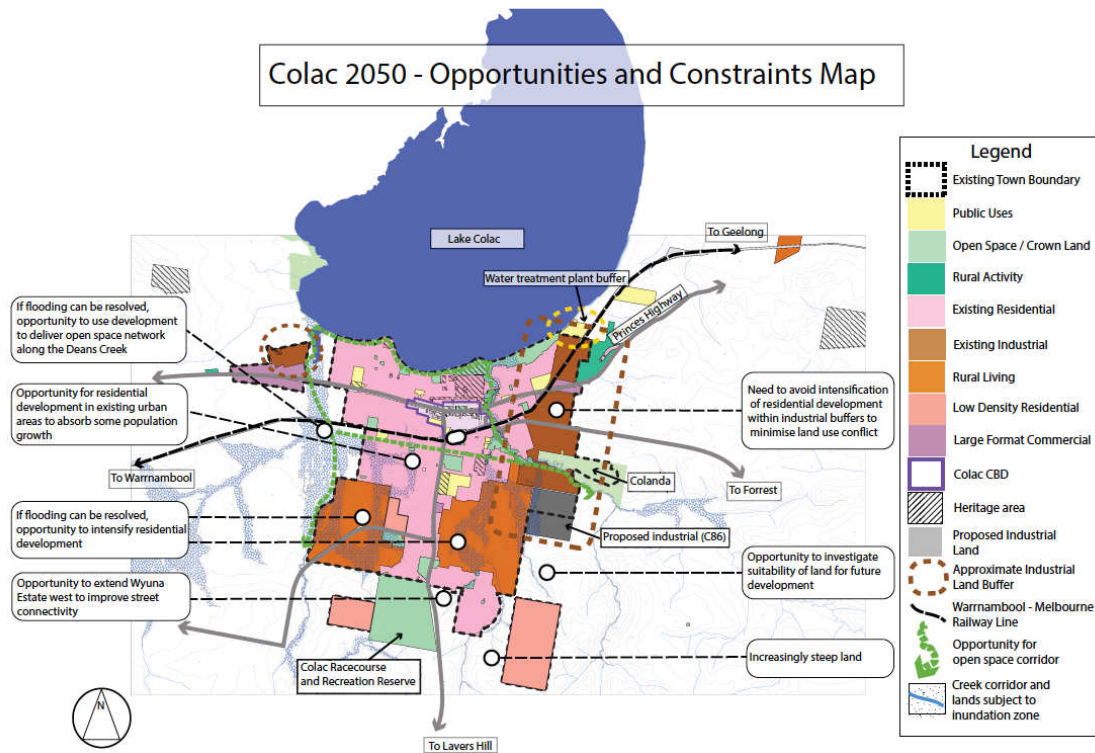 Colac 2050 - Opportunities and Constraints Map
Lake Colac
To Geelong
Water treatment plant buffer
Princes Highway
If flooding can be resolved,
opportunity to use development
to deliver open space network
along the Deans Creek
Opportunity for residential
development in existing urban
areas to absorb some population
growth
To Warrnambool
If flooding can be resolved,
opportunity to intensify residential
development
Opportunity to extend Wyuna
Estate west to improve street
connectivity
Colac Racecourse
and Recreation Reserve
To Lavers Hill
N
Need to avoid intensification
of residential development
within industrial buffers to
minimise land use conflict
Colanda
To Forrest
Proposed industrial (C86)
Opportunity to investigate
suitability of land for future
development
Increasingly steep land
Legend
Existing Town Boundary
Public Uses
Open Space / Crown Land
Rural Activity
Existing Residential
Existing Industrial
Rural Living
Low Density Residential
Large Format Commercial
Colac CBD
Heritage area
Proposed Industrial
Land
Approximate Industrial
Land Buffer
Warrnambool - Melbourne
Railway Line
Opportunity for
open space corridor
Creek corridor and
lands subject to
inundation zone